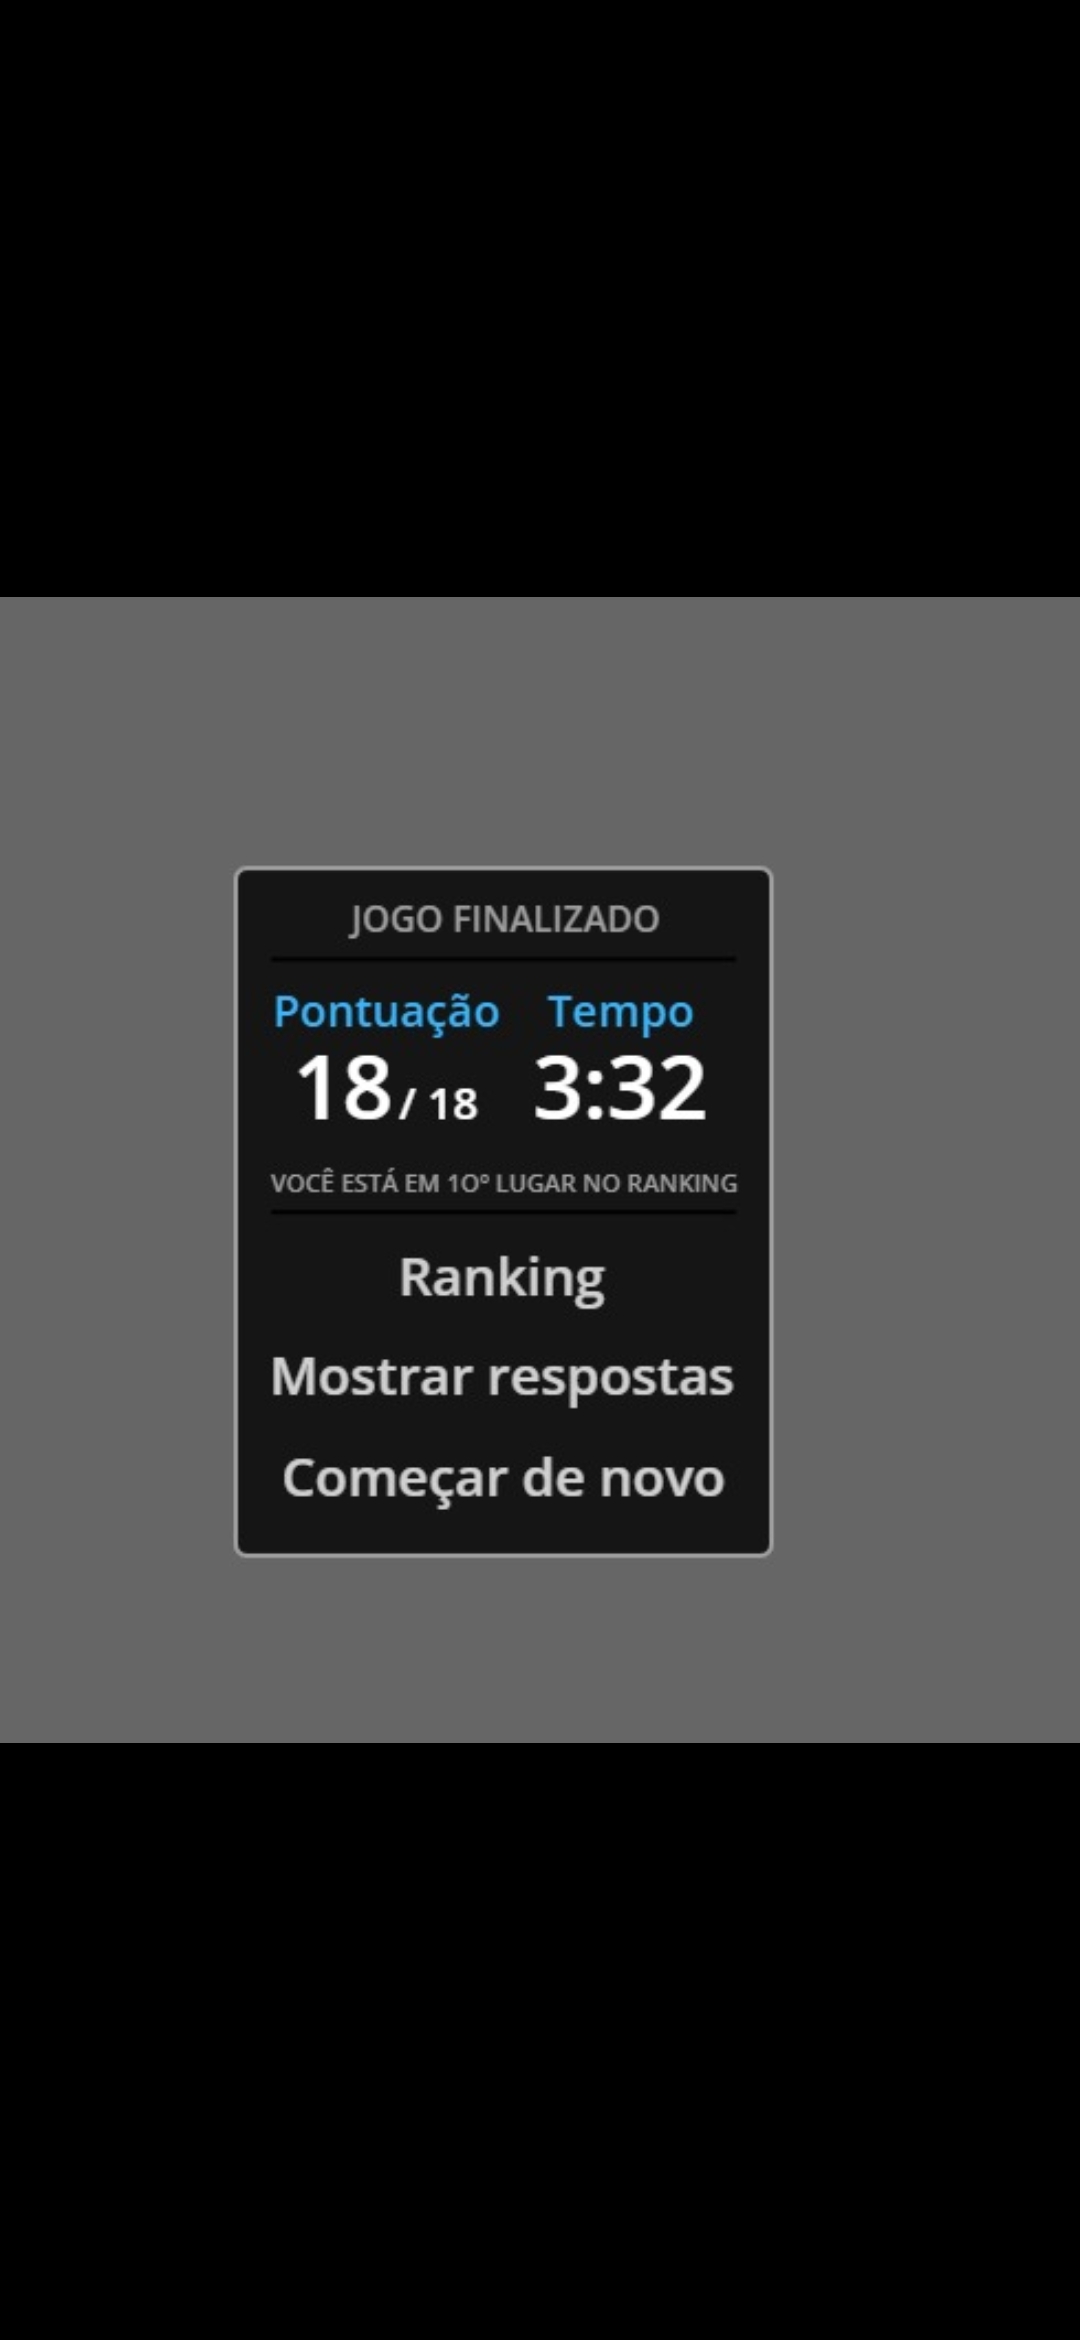 JOGO FINALIZADO
Pontuação Tempo
18/ 18 3:32
VOCÊ ESTÁ EM 1Oº LUGAR NO RANKING
Ranking
Mostrar respostas
Começar de novo